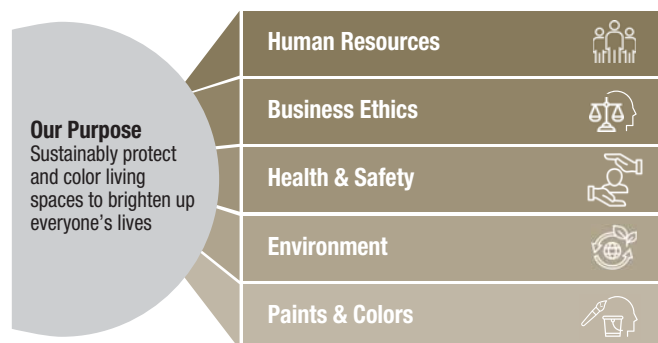 Our Purpose
Sustainably protect
and color living
spaces to brighten up
everyone's lives
Human Resources
Business Ethics
Health & Safety
Environment
Paints & Colors